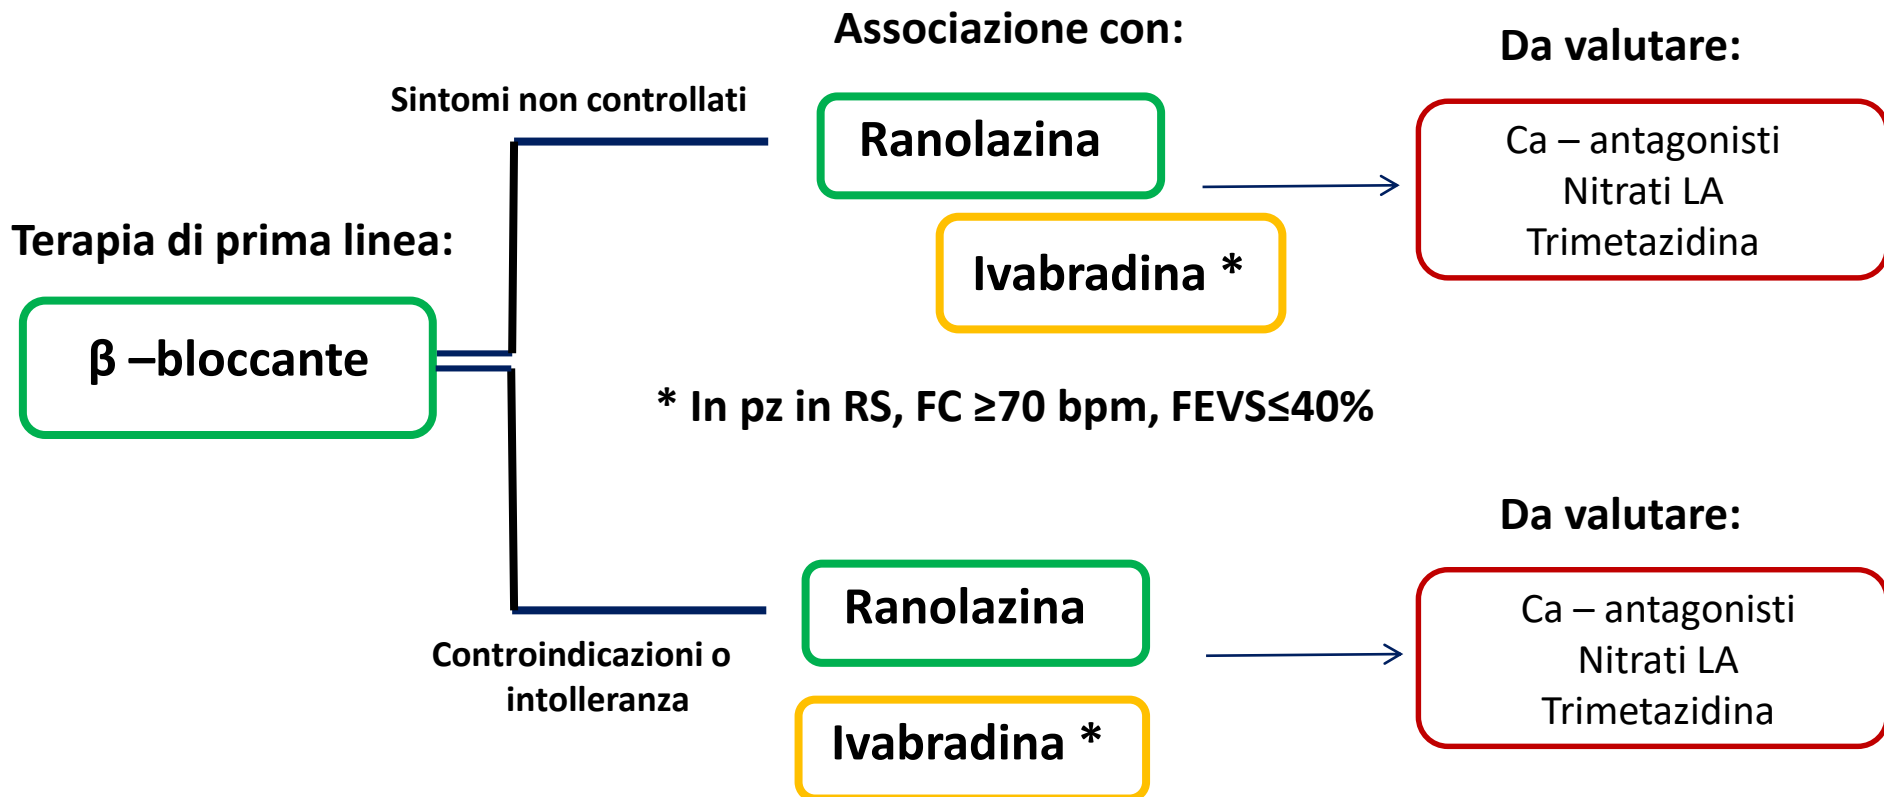 Terapia di prima linea:
β –bloccante
Sintomi non controllati
Associazione con:
Ranolazina
Ivabradina *
Da valutare:
Ca – antagonisti
Nitrati LA
Trimetazidina
* In pz in RS, FC ≥70 bpm, FEVS≤40%
Controindicazioni o
intolleranza
Ranolazina
Ivabradina *
Da valutare:
Ca – antagonisti
Nitrati LA
Trimetazidina